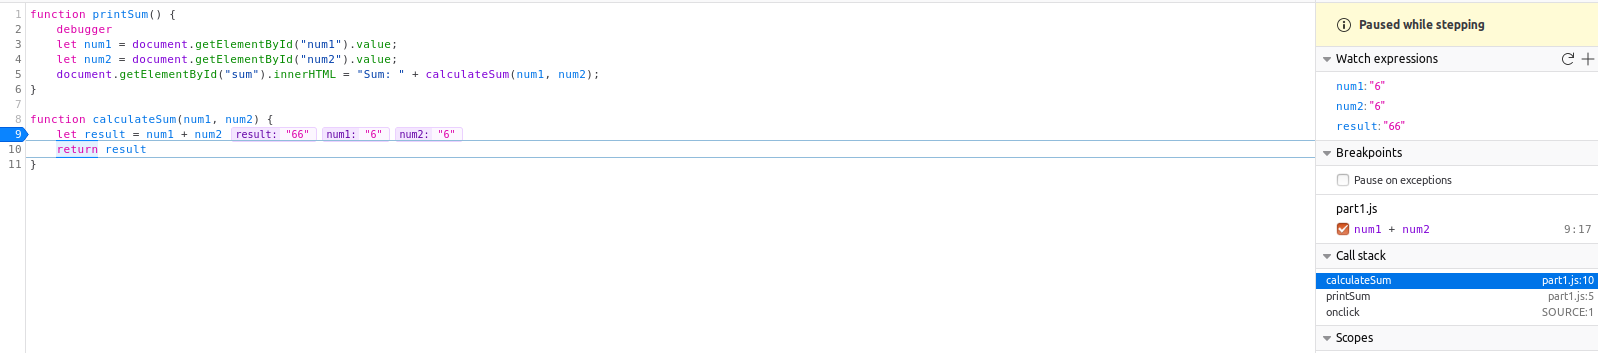 1 function printSum() {
2 debugger
3 let num1 = document.getElementById("num1").value;
4 let num2 = document.getElementById("num2").value;
5 document.getElementById("sum").innerHTML = "Sum: " + calculateSum(num1, num2);
6 }
7
8 function calculateSum(num1, num2) {
9 let result = num1 + num2 result: "66" num1: "6" num2: "6"
10 return result
11 }
Paused while stepping
Watch expressions
num1: "6"
num2: "6"
result: "66"
Breakpoints
Pause on exceptions
part1.js
num1 + num2 9:17
Call stack
calculateSum part1.js:10
printSum part1.js:5
onclick SOURCE:1
Scopes